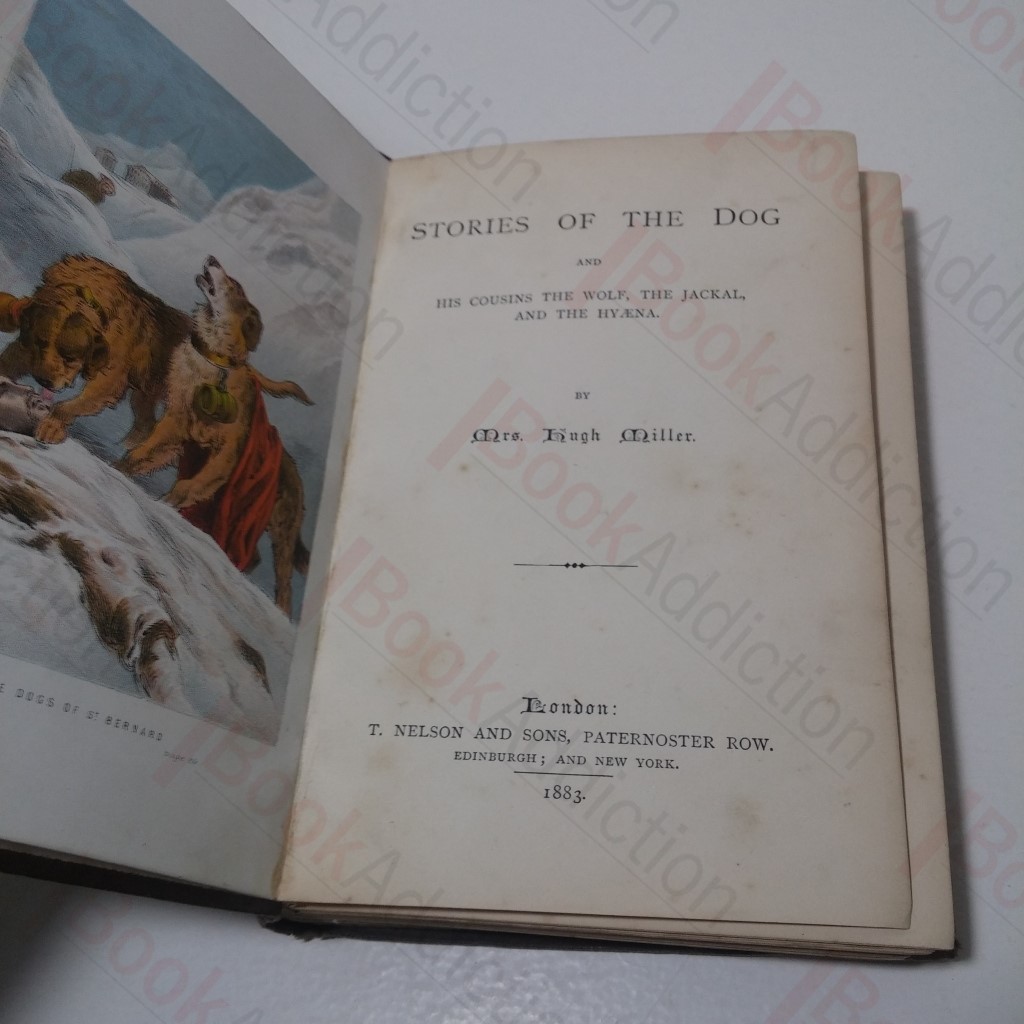 STORIES OF THE DOG
AND
HIS COUSINS THE WOLF, THE JACKAL,
AND THE HYÆNA.
BY
Mrs. Hugh Miller.
London:
T. NELSON AND SONS, PATERNOSTER ROW.
EDINBURGH; AND NEW YORK.
1883.
DOGS OF ST BERNARD
BookAddiction